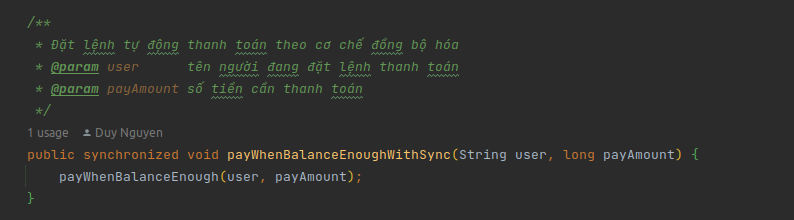 /**
 * Đặt lệnh tự động thanh toán theo cơ chế đồng bộ hóa
 * @param user      tên người đang đặt lệnh thanh toán
 * @param payAmount số tiền cần thanh toán
 */
1 usage Duy Nguyen
public synchronized void payWhenBalanceEnoughWithSync(String user, long payAmount) {
    payWhenBalanceEnough(user, payAmount);
}